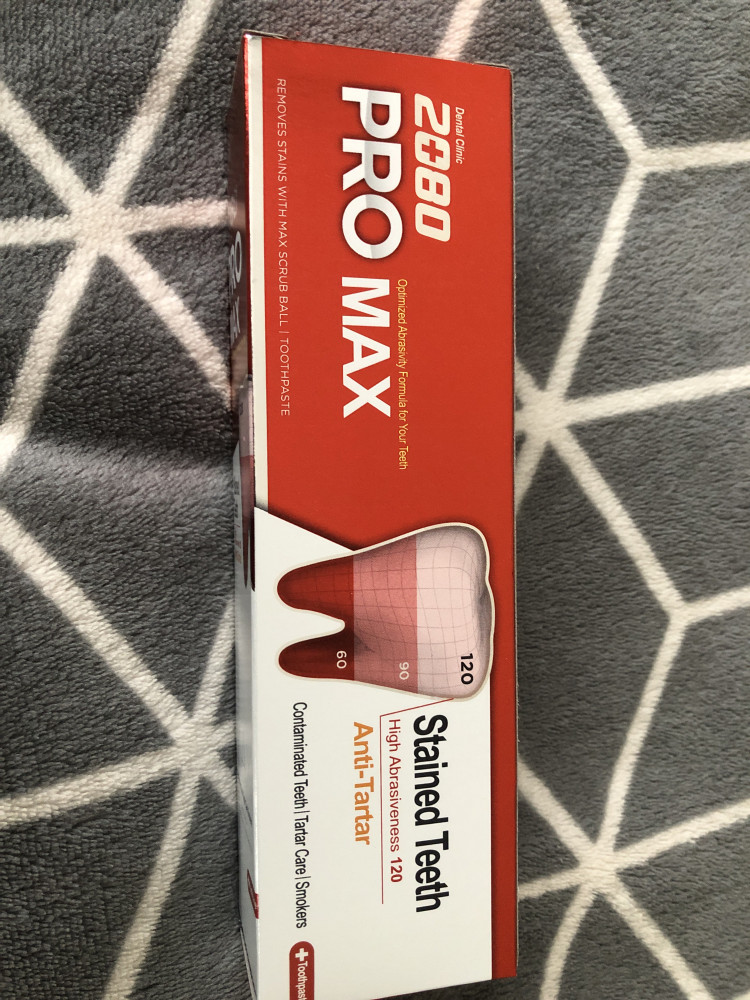 Dental Clinic
2080
PRO MAX
Optimized Abrasivity Formula for Your Teeth
REMOVES STAINS WITH MAX SCRUB BALL | TOOTHPASTE
120
90
60
Stained Teeth
High Abrasiveness 120
Anti-Tartar
Contaminated Teeth | Tartar Care | Smokers